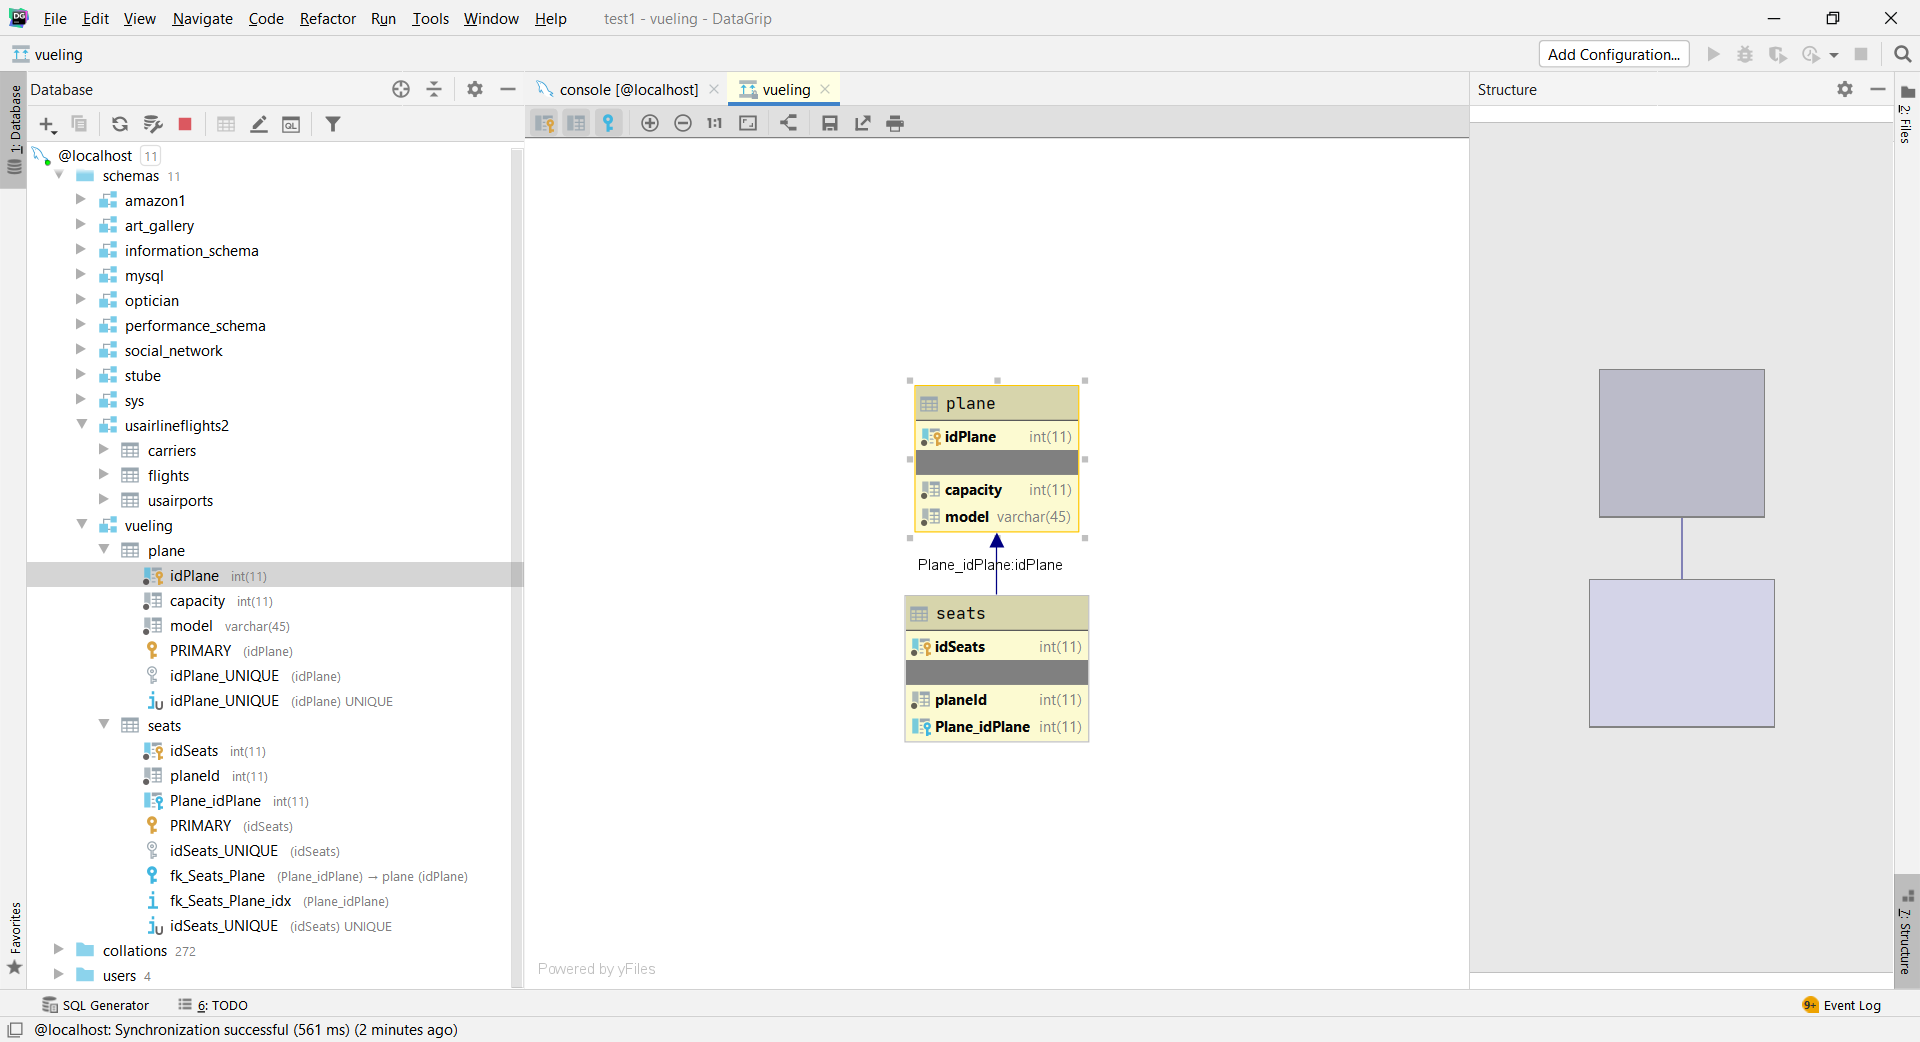 File Edit View Navigate Code Refactor Run Tools Window Help test1 - vueling - DataGrip
vueling
Add Configuration...
1: Database
Database
console [@localhost]
vueling
Structure
2: Files
1:1
@localhost 11
schemas 11
amazon1
art_gallery
information_schema
mysql
optician
performance_schema
social_network
stube
sys
usairlineflights2
carriers
flights
usairports
vueling
plane
idPlane int(11)
capacity int(11)
model varchar(45)
PRIMARY (idPlane)
idPlane_UNIQUE (idPlane)
idPlane_UNIQUE (idPlane) UNIQUE
seats
idSeats int(11)
planeId int(11)
Plane_idPlane int(11)
PRIMARY (idSeats)
idSeats_UNIQUE (idSeats)
fk_Seats_Plane (Plane_idPlane) → plane (idPlane)
fk_Seats_Plane_idx (Plane_idPlane)
idSeats_UNIQUE (idSeats) UNIQUE
collations 272
users 4
plane
idPlane int(11)
capacity int(11)
model varchar(45)
Plane_idPlane:idPlane
seats
idSeats int(11)
planeId int(11)
Plane_idPlane int(11)
Powered by yFiles
Favorites
7: Structure
SQL Generator
6: TODO
9+ Event Log
@localhost: Synchronization successful (561 ms) (2 minutes ago)